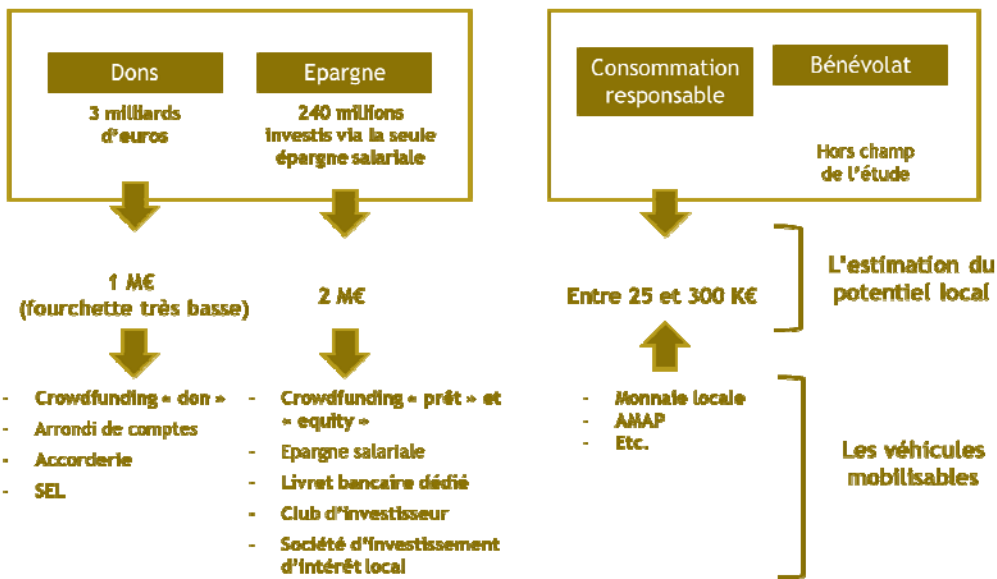 Dons
3 milliards
d'euros
Epargne
240 millions
investis via la seule
épargne salariale
Consommation
responsable
Bénévolat
Hors champ
de l'étude
1 M€
(fourchette très basse)
2 M€
Entre 25 et 300 K€
L'estimation du
potentiel local
- Crowdfunding « don »
- Arrondi de comptes
- Accorderie
- SEL
- Crowdfunding « prêt » et
« equity »
- Epargne salariale
- Livret bancaire dédié
- Club d'investisseur
- Société d'investissement
d'intérêt local
- Monnaie locale
- AMAP
- Etc.
Les véhicules
mobilisables